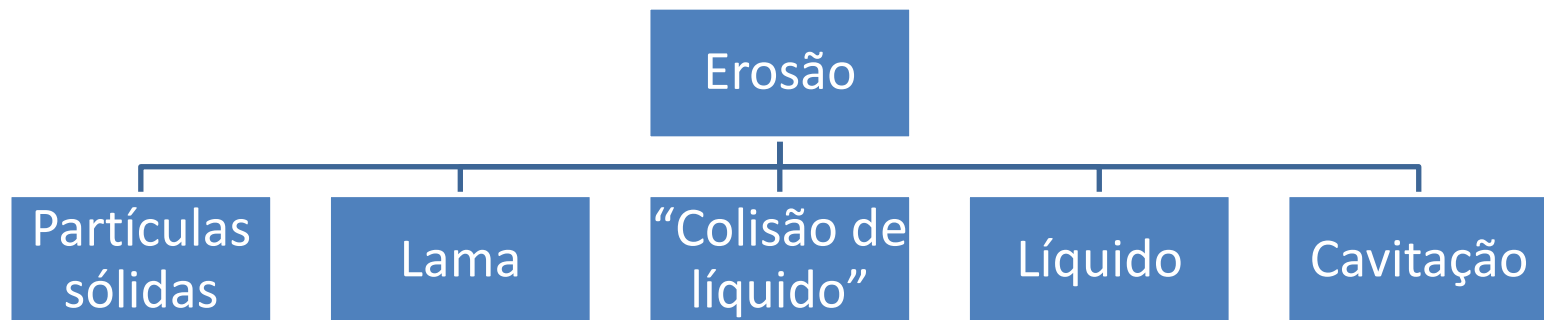 Erosão
Partículas
sólidas
Lama
“Colisão de
líquido”
Líquido
Cavitação